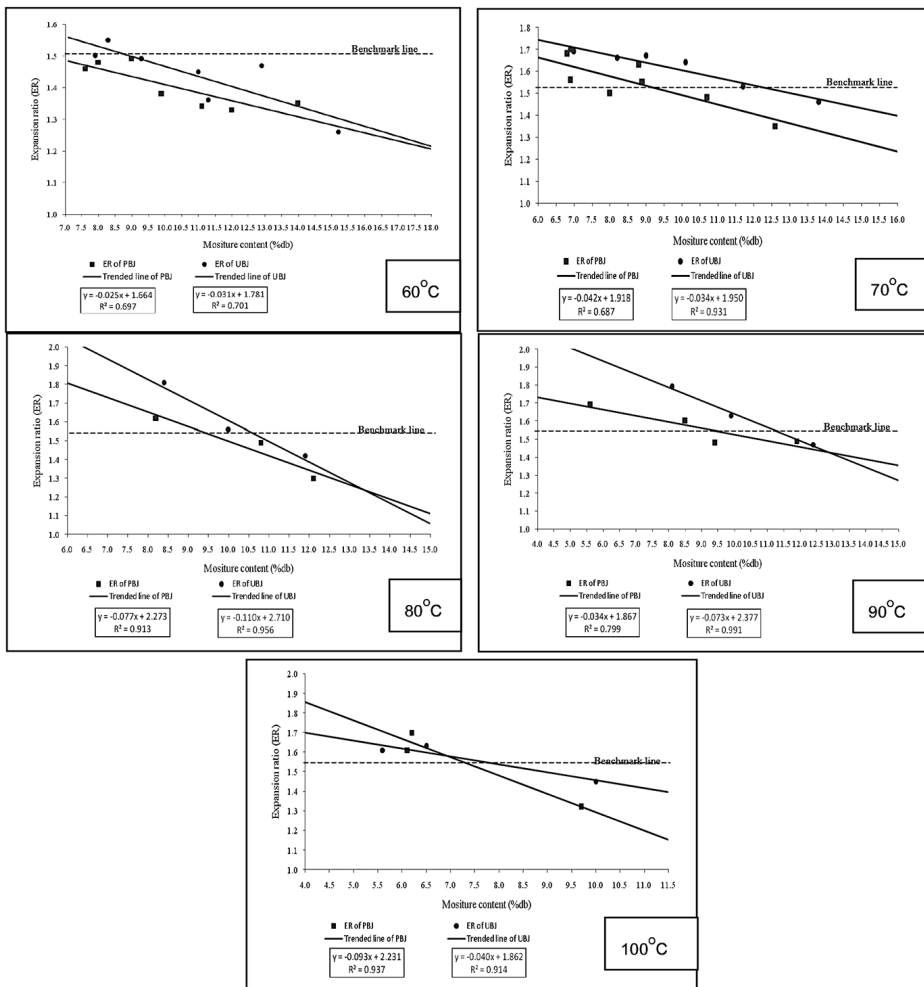 1.6
1.5
1.4
1.3
1.2
1.1
1.0
Expansion ratio (ER)
Benchmark line
7.0 7.5 8.0 8.5 9.0 9.5 10.0 10.5 11.0 11.5 12.0 12.5 13.0 13.5 14.0 14.5 15.0 15.5 16.0 16.5 17.0 17.5 18.0
Mositure content (%db)
ER of PBJ ER of UBJ
Trended line of PBJ Trended line of UBJ
y = -0.025x + 1.664 y = -0.031x + 1.781
R² = 0.697 R² = 0.701
60°C
1.8
1.7
1.6
1.5
1.4
1.3
1.2
1.1
1.0
Expansion ratio (ER)
Benchmark line
6.0 6.5 7.0 7.5 8.0 8.5 9.0 9.5 10.0 10.5 11.0 11.5 12.0 12.5 13.0 13.5 14.0 14.5 15.0 15.5 16.0
Mositure content (%db)
ER of PBJ ER of UBJ
Trended line of PBJ Trended line of UBJ
y = -0.042x + 1.918 y = -0.034x + 1.950
R² = 0.687 R² = 0.931
70°C
2.0
1.9
1.8
1.7
1.6
1.5
1.4
1.3
1.2
1.1
1.0
Expansion ratio (ER)
Benchmark line
6.0 6.5 7.0 7.5 8.0 8.5 9.0 9.5 10.0 10.5 11.0 11.5 12.0 12.5 13.0 13.5 14.0 14.5 15.0
Mositure content (%db)
ER of PBJ ER of UBJ
Trended line of PBJ Trended line of UBJ
y = -0.077x + 2.273 y = -0.110x + 2.710
R² = 0.913 R² = 0.956
80°C
2.0
1.9
1.8
1.7
1.6
1.5
1.4
1.3
1.2
1.1
1.0
Expansion ratio (ER)
Benchmark line
4.0 4.5 5.0 5.5 6.0 6.5 7.0 7.5 8.0 8.5 9.0 9.5 10.0 10.5 11.0 11.5 12.0 12.5 13.0 13.5 14.0 14.5 15.0
Mositure content (%db)
ER of PBJ ER of UBJ
Trended line of PBJ Trended line of UBJ
y = -0.034x + 1.867 y = -0.073x + 2.377
R² = 0.799 R² = 0.991
90°C
2.0
1.9
1.8
1.7
1.6
1.5
1.4
1.3
1.2
1.1
1.0
Expansion ratio (ER)
Benchmark line
4.0 4.5 5.0 5.5 6.0 6.5 7.0 7.5 8.0 8.5 9.0 9.5 10.0 10.5 11.0 11.5
Mositure content (%db)
ER of PBJ ER of UBJ
Trended line of PBJ Trended line of UBJ
y = -0.093x + 2.231 y = -0.040x + 1.862
R² = 0.937 R² = 0.914
100°C